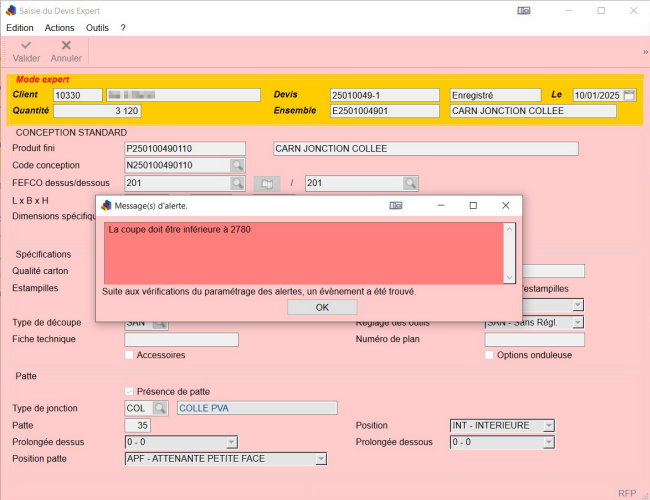 Saisie du Devis Expert
Edition Actions Outils ?
Valider Annuler »
Mode expert
Client 10330 Devis 25010049-1 Enregistré Le 10/01/2025
Quantité 3 120 Ensemble E2501004901 CARN JONCTION COLLEE
CONCEPTION STANDARD
Produit fini P250100490110 CARN JONCTION COLLEE
Code conception N250100490110
FEFCO dessus/dessous 201 / 201
L x B x H
Dimensions spécifiqu
Message(s) d'alerte.
La coupe doit être inférieure à 2780
Suite aux vérifications du paramétrage des alertes, un évènement a été trouvé.
OK
Spécifications
Qualité carton
Estampilles 'estampilles
Type de découpe SAN Réglage des outils SAN - Sans Régl.
Fiche technique Numéro de plan
Accessoires Options onduleuse
Patte
Présence de patte
Type de jonction COL COLLE PVA
Patte 35 Position INT - INTERIEURE
Prolongée dessus 0 - 0 Prolongée dessous 0 - 0
Position patte APF - ATTENANTE PETITE FACE
RFP